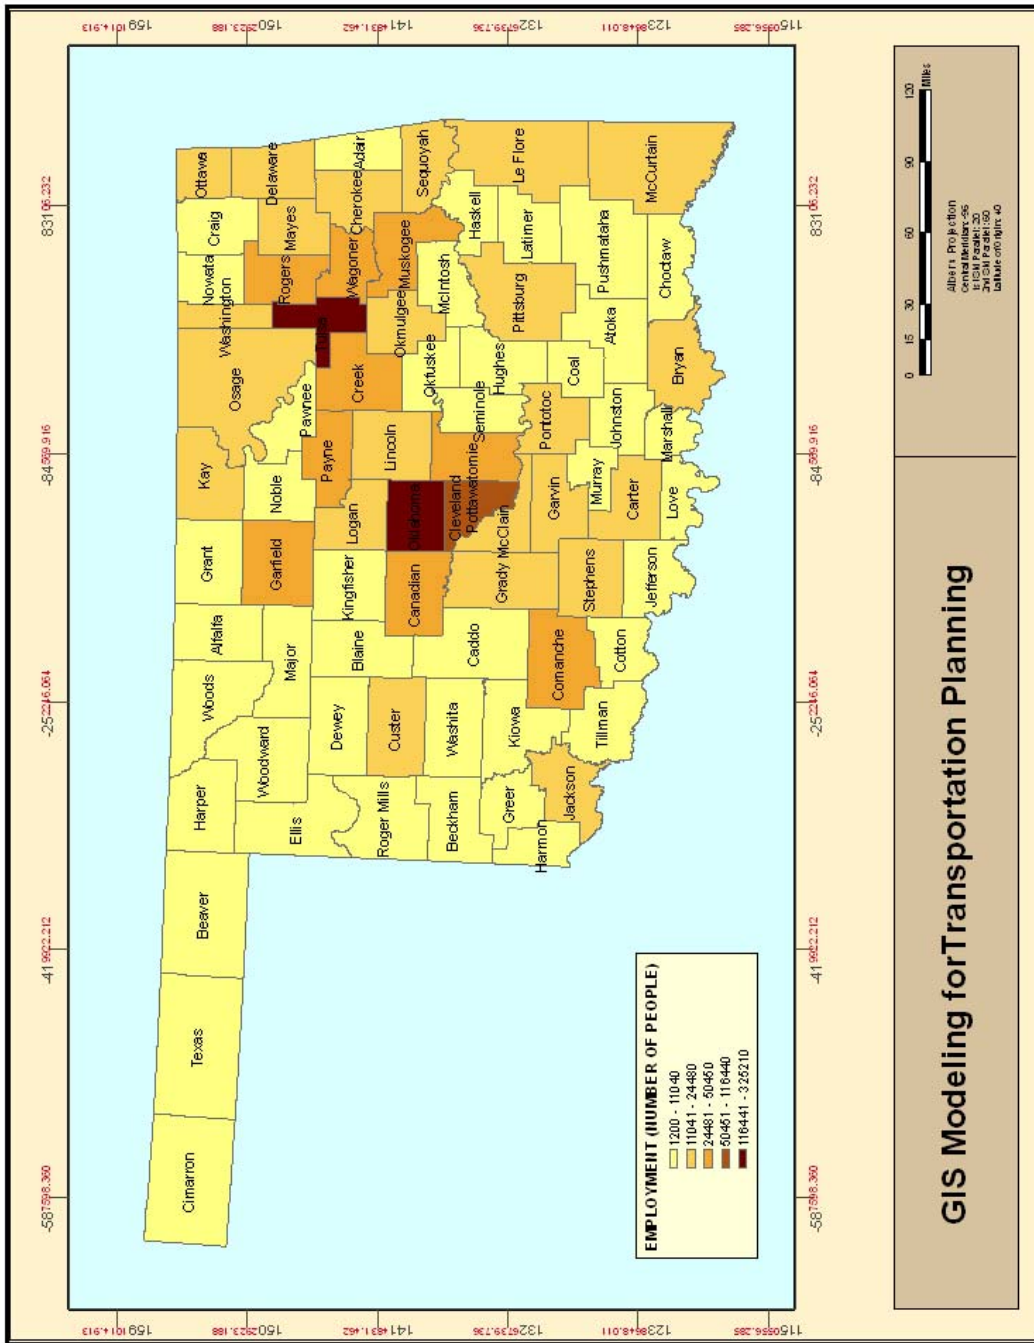 Cimarron
Texas
Beaver
Harper
Woods
Alfalfa
Grant
Kay
Osage
Washington
Nowata
Craig
Ottawa
Ellis
Woodward
Major
Garfield
Noble
Pawnee
Rogers
Mayes
Delaware
Roger Mills
Dewey
Blaine
Kingfisher
Logan
Payne
Creek
Wagoner
Cherokee
Adair
Custer
Canadian
Oklahoma
Lincoln
Okfuskee
Okmulgee
Muskogee
Sequoyah
Beckham
Washita
Caddo
Grady
McClain
Cleveland
Pottawatomie
Seminole
Hughes
McIntosh
Haskell
Greer
Kiowa
Harmon
Jackson
Comanche
Stephens
Garvin
Pontotoc
Coal
Pittsburg
Latimer
Le Flore
Tillman
Cotton
Jefferson
Carter
Murray
Johnston
Atoka
Pushmataha
McCurtain
Love
Marshall
Bryan
Choctaw
EMPLOYMENT (NUMBER OF PEOPLE)
1200 - 11040
11041 - 24480
24481 - 50450
50451 - 116440
116441 - 325210
GIS Modeling forTransportation Planning
0 15 30 60 90 120
Miles
Albers Projection
Central Meridian: -96
1st Std Parallel: 20
2nd Std Parallel: 60
Latitude of Origin: 40